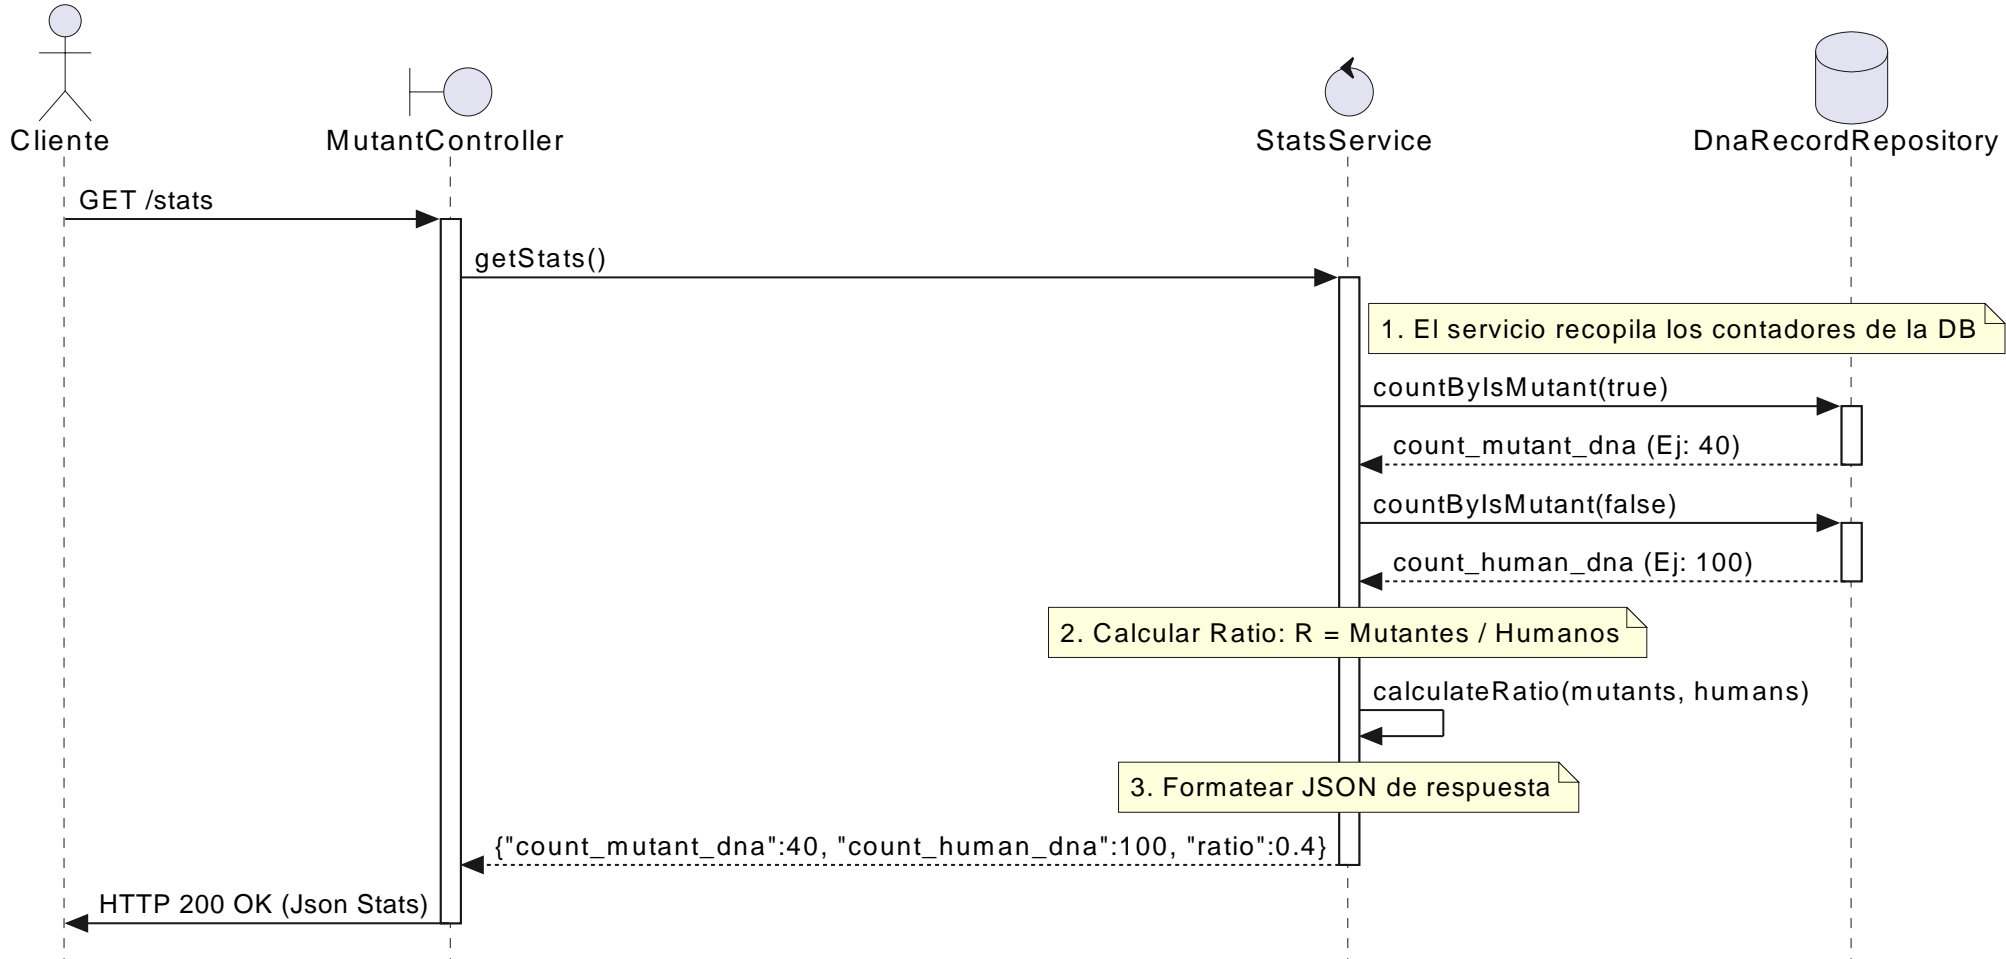 Cliente
MutantController
StatsService
DnaRecordRepository
GET /stats
getStats()
1. El servicio recopila los contadores de la DB
countByIsMutant(true)
count_mutant_dna (Ej: 40)
countByIsMutant(false)
count_human_dna (Ej: 100)
2. Calcular Ratio: R = Mutantes / Humanos
calculateRatio(mutants, humans)
3. Formatear JSON de respuesta
{"count_mutant_dna":40, "count_human_dna":100, "ratio":0.4}
HTTP 200 OK (Json Stats)